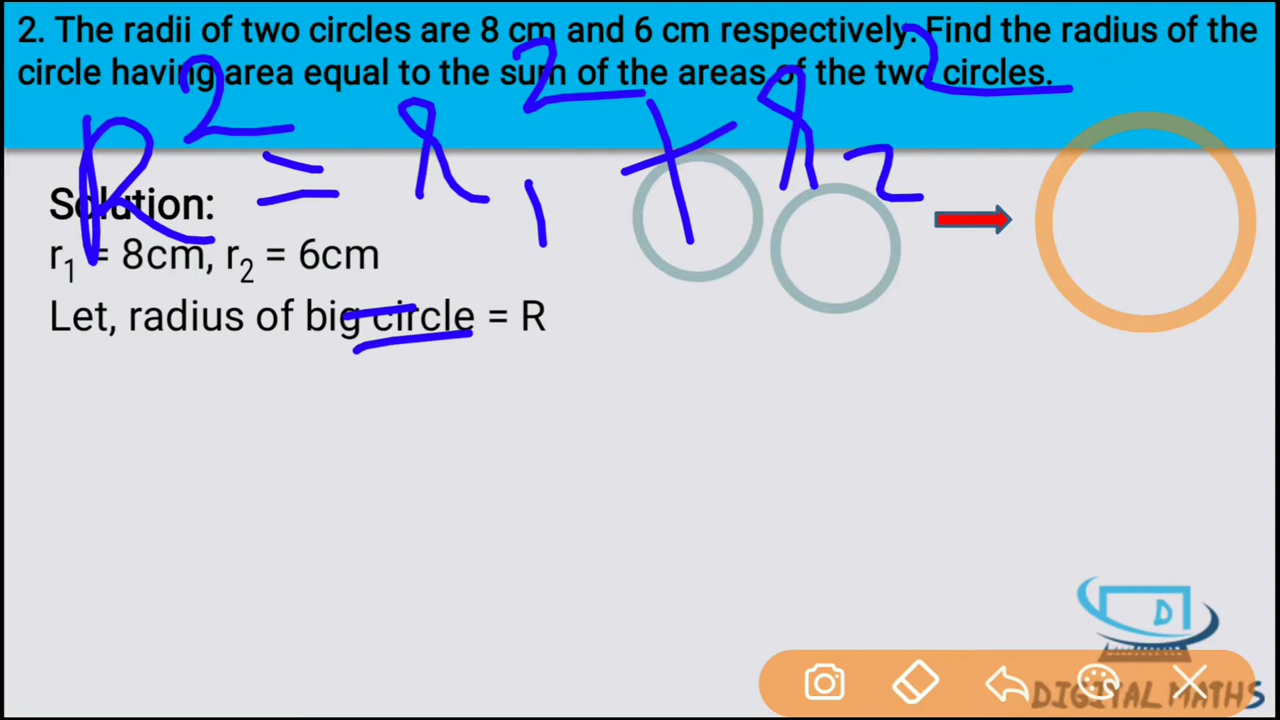 2. The radii of two circles are 8 cm and 6 cm respectively. Find the radius of the
circle having area equal to the sum of the areas of the two circles.
R² = r₁² + r₂²
Solution:
r₁ = 8cm, r₂ = 6cm
Let, radius of big circle = R
D
DIGITAL MATHS